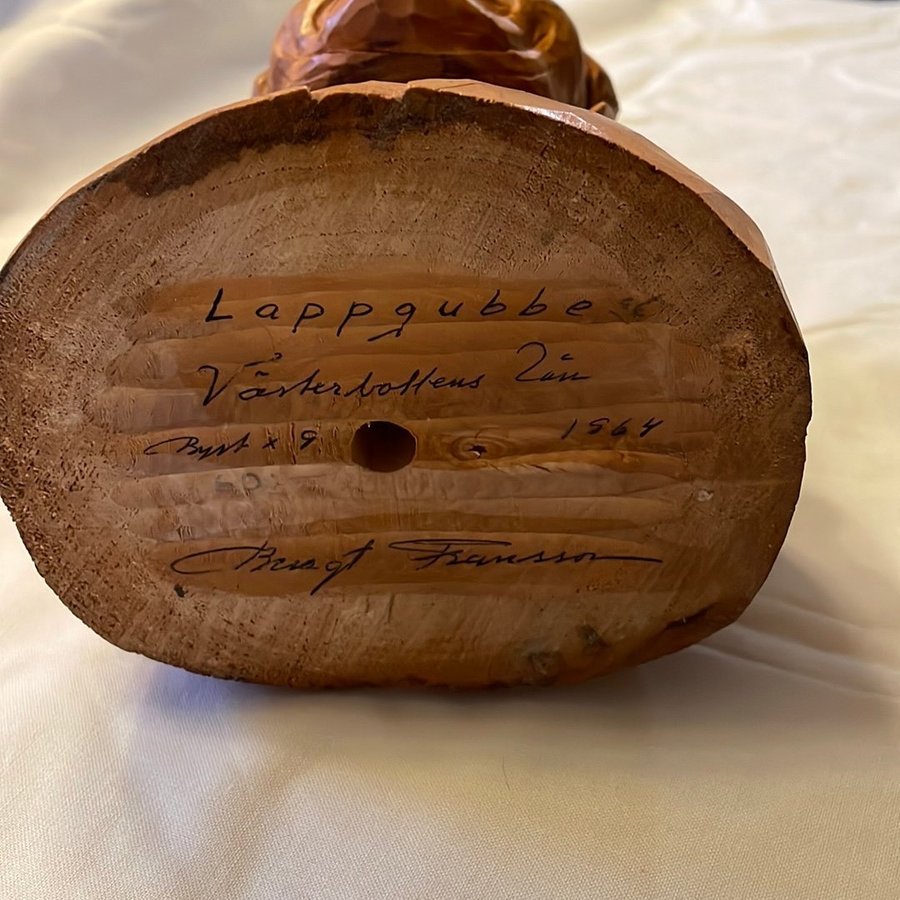 Lappgubbe
Västerbottens Län
Byst x 9. 1964
Bengt Fransson